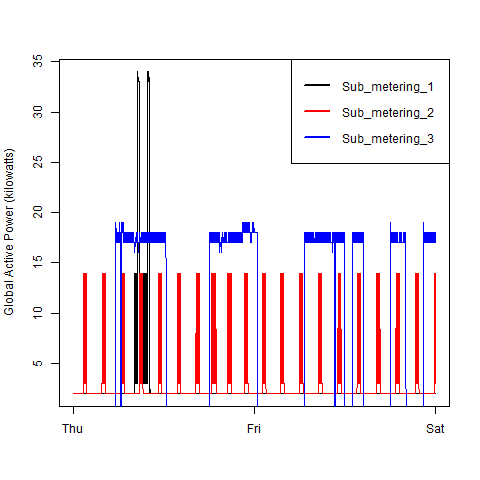 Sub_metering_1
Sub_metering_2
Sub_metering_3
Global Active Power (kilowatts)
35
30
25
20
15
10
5
Thu Fri Sat